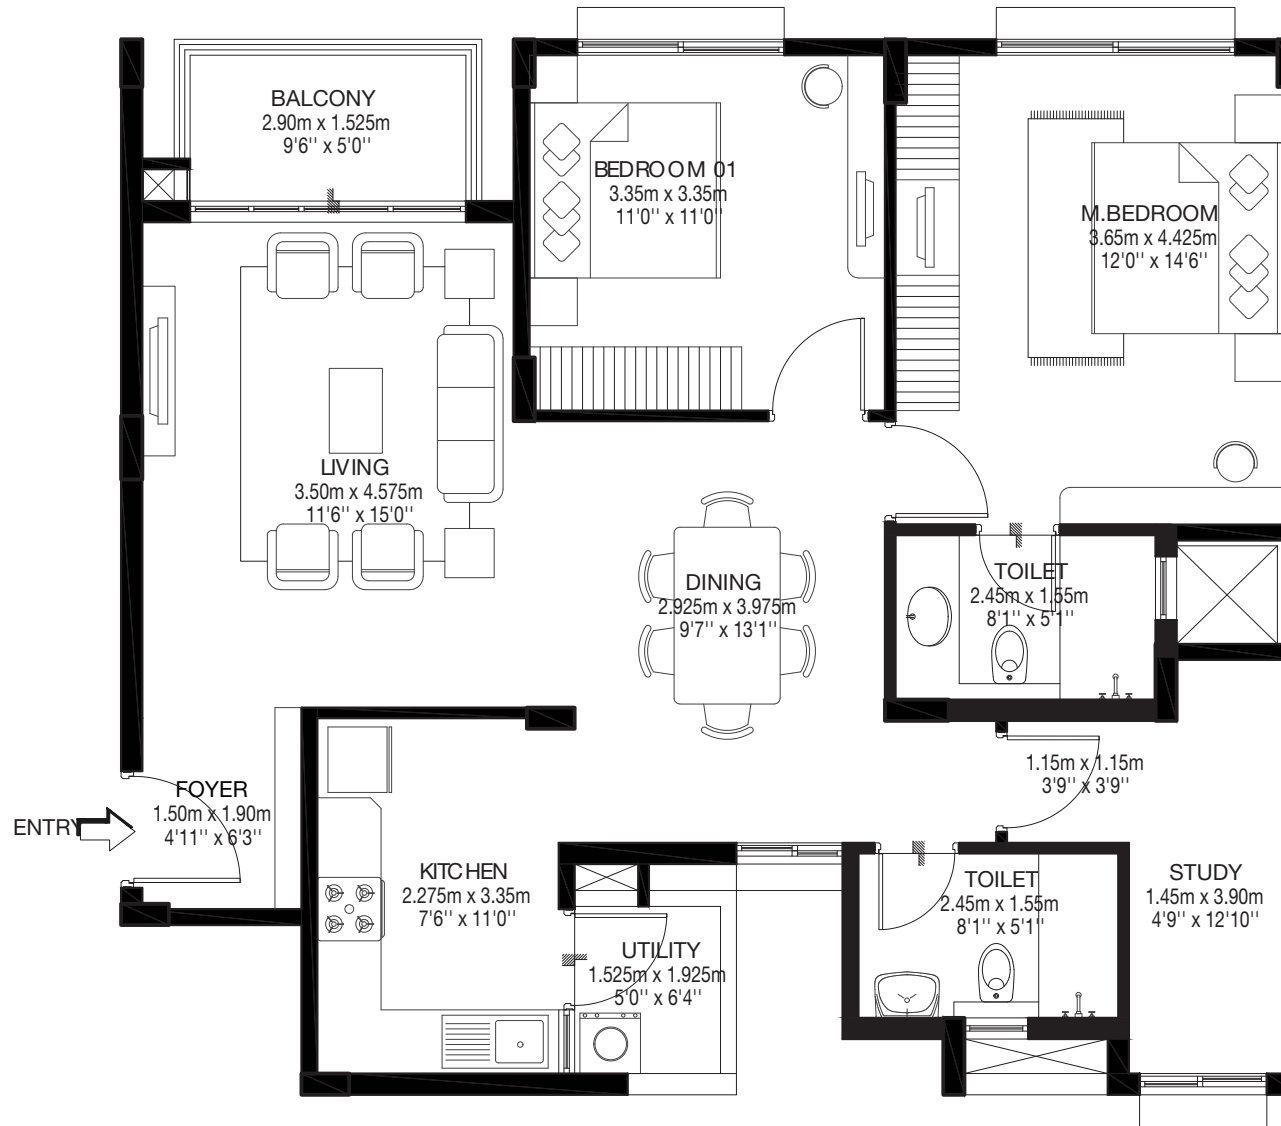 BALCONY
2.90m x 1.525m
9'6'' x 5'0''
BEDROOM 01
3.35m x 3.35m
11'0'' x 11'0''
M.BEDROOM
3.65m x 4.425m
12'0'' x 14'6''
LIVING
3.50m x 4.575m
11'6'' x 15'0''
DINING
2.925m x 3.975m
9'7'' x 13'1''
TOILET
2.45m x 1.55m
8'1'' x 5'1''
1.15m x 1.15m
3'9'' x 3'9''
FOYER
1.50m x 1.90m
4'11'' x 6'3''
ENTRY
KITCHEN
2.275m x 3.35m
7'6'' x 11'0''
TOILET
2.45m x 1.55m
8'1'' x 5'1''
STUDY
1.45m x 3.90m
4'9'' x 12'10''
UTILITY
1.525m x 1.925m
5'0'' x 6'4''